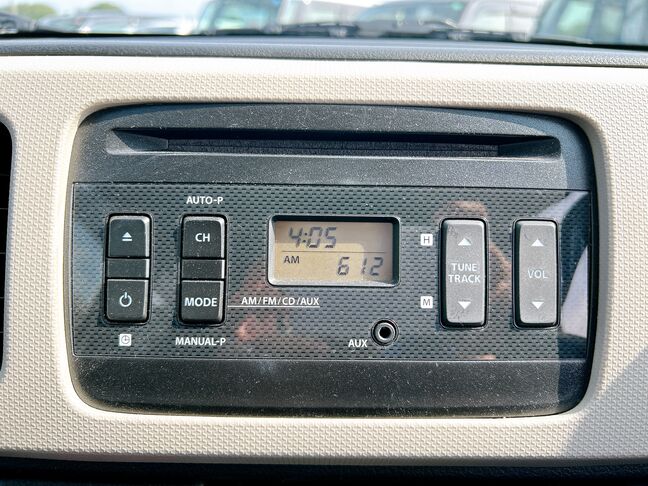 AUTO-P
CH
MODE
MANUAL-P
4:05
AM 612
AM/FM/CD/AUX
AUX
H
M
TUNE
TRACK
VOL